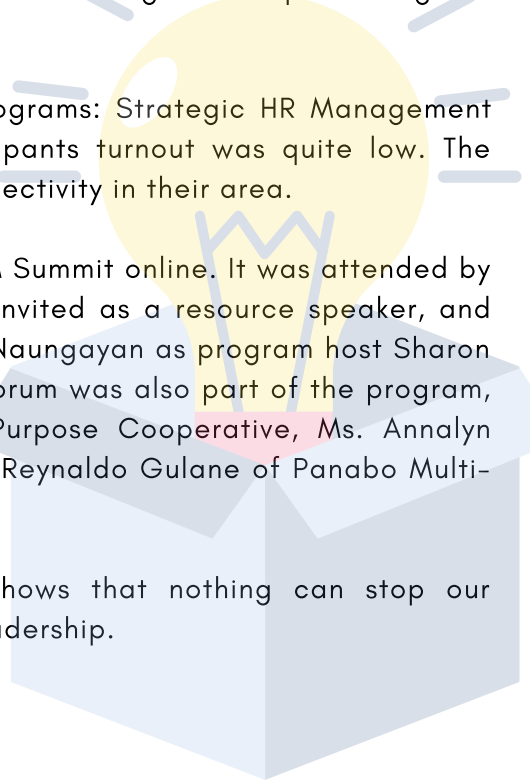 ograms: Strategic HR Management
pants turnout was quite low. The
ectivity in their area.
Summit online. It was attended by
nvited as a resource speaker, and
Naungayan as program host Sharon
orum was also part of the program,
Purpose Cooperative, Ms. Annalyn
Reynaldo Gulane of Panabo Multi-
hows that nothing can stop our
adership.